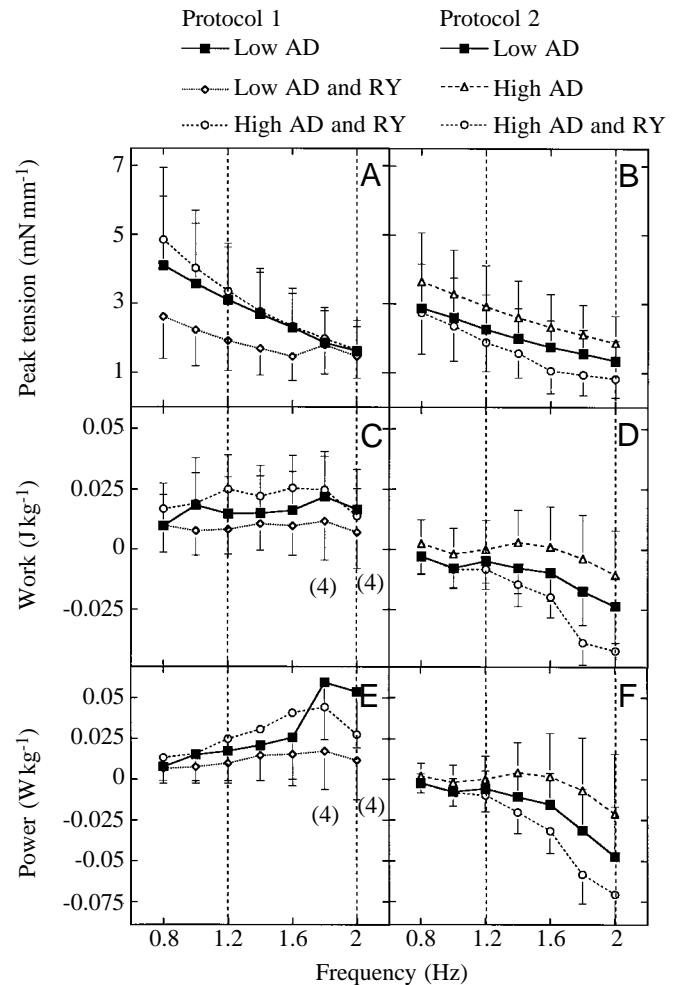 Protocol 1 Protocol 2
Low AD Low AD
Low AD and RY High AD
High AD and RY High AD and RY
Peak tension (mN mm-1)
7
5
3
1
A
B
Work (J kg-1)
0.05
0.025
0
-0.025
C
D
(4)
(4)
Power (W kg-1)
0.05
0.025
0
-0.025
-0.05
-0.075
E
F
(4)
(4)
0.8 1.2 1.6 2 0.8 1.2 1.6 2
Frequency (Hz)